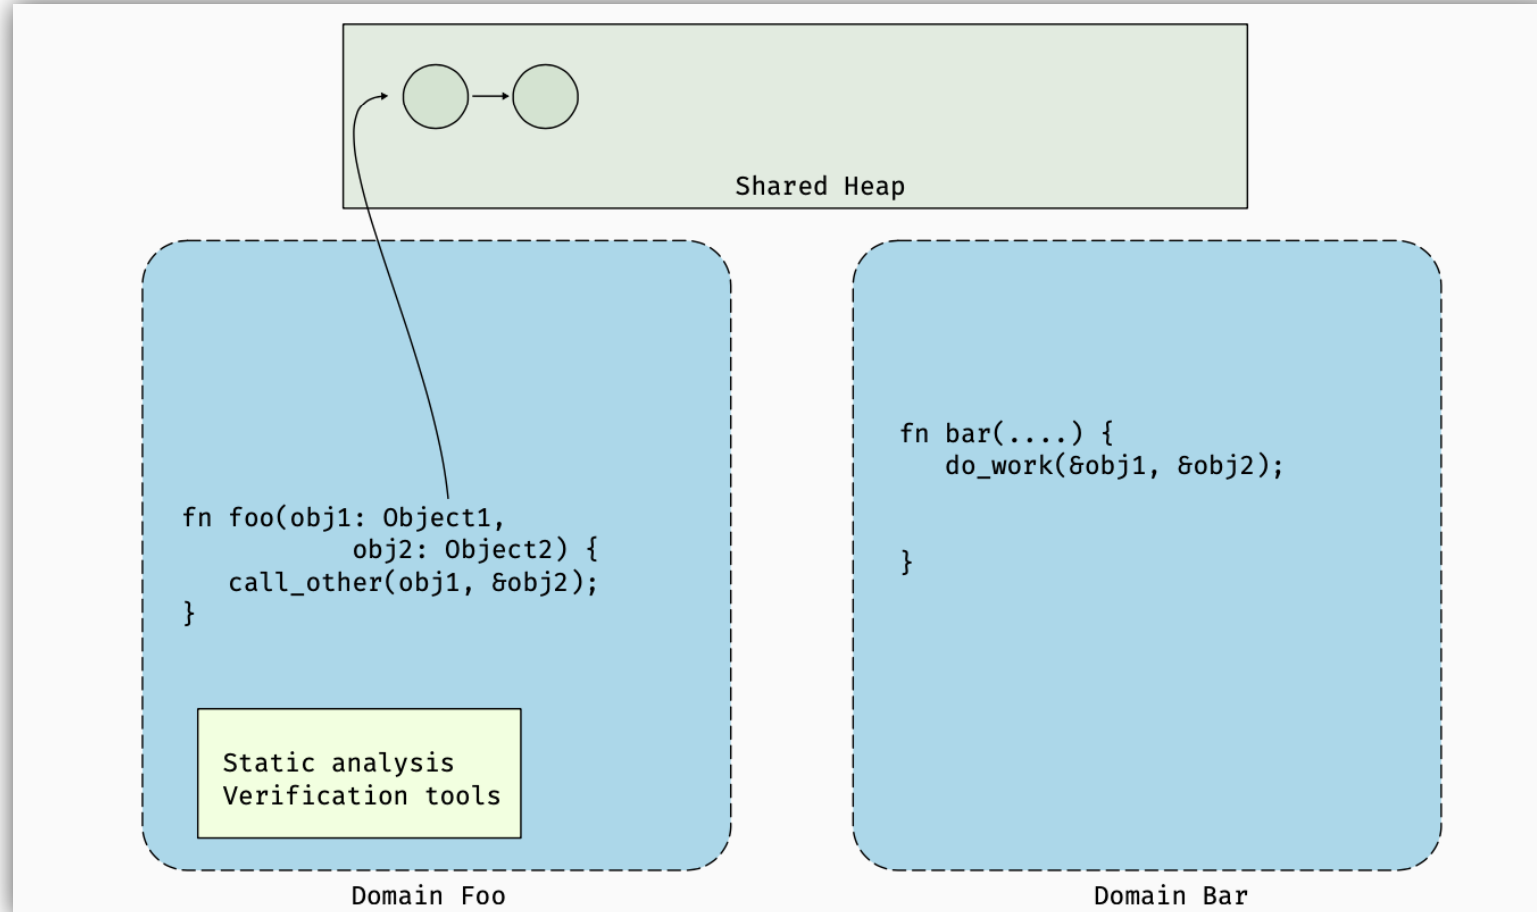 Shared Heap
fn foo(obj1: Object1,
obj2: Object2) {
call_other(obj1, &obj2);
}
Static analysis
Verification tools
Domain Foo
fn bar(....) {
do_work(&obj1, &obj2);
}
Domain Bar